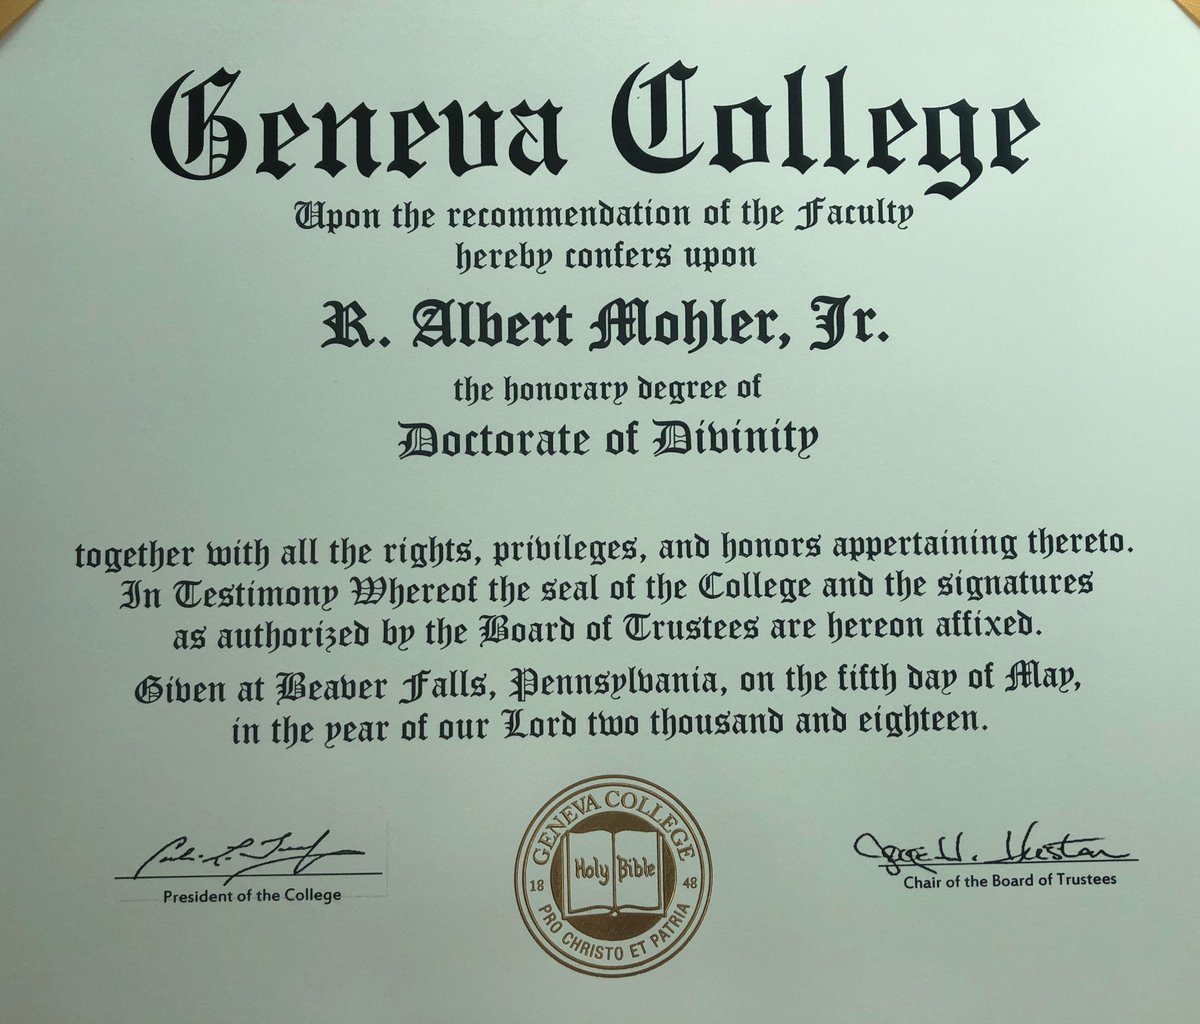 Geneva College
Upon the recommendation of the Faculty
hereby confers upon
R. Albert Mohler, Jr.
the honorary degree of
Doctorate of Divinity
together with all the rights, privileges, and honors appertaining thereto.
In Testimony Whereof the seal of the College and the signatures
as authorized by the Board of Trustees are hereon affixed.
Given at Beaver Falls, Pennsylvania, on the fifth day of May,
in the year of our Lord two thousand and eighteen.
President of the College
GENEVA COLLEGE
Holy Bible
18 48
PRO CHRISTO ET PATRIA
Chair of the Board of Trustees